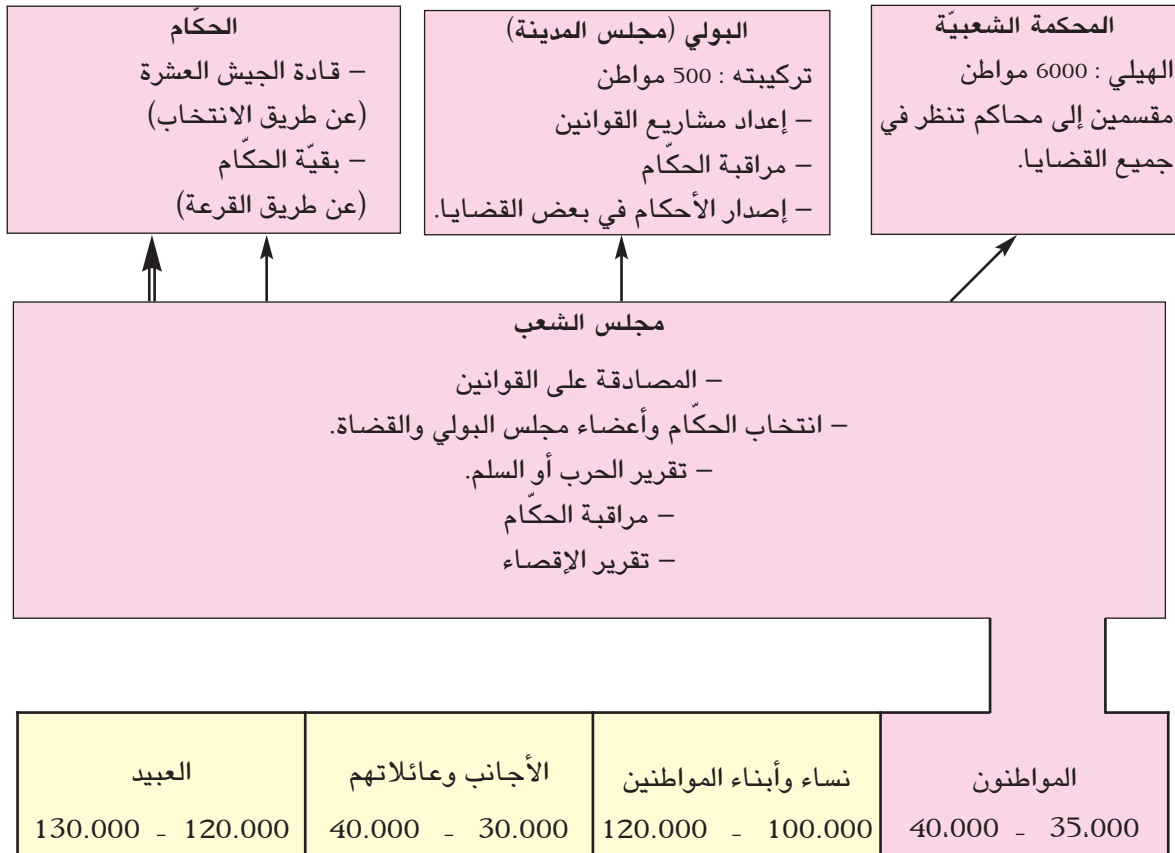 المحكمة الشعبيّة
الهيلي : 6000 مواطن
مقسمين إلى محاكم تنظر في
جميع القضايا.
البولي (مجلس المدينة)
تركيبته : 500 مواطن
– إعداد مشاريع القوانين
– مراقبة الحكّام
– إصدار الأحكام في بعض القضايا.
الحكّام
– قادة الجيش العشرة
(عن طريق الانتخاب)
– بقيّة الحكّام
(عن طريق القرعة)
مجلس الشعب
– المصادقة على القوانين
– انتخاب الحكّام وأعضاء مجلس البولي والقضاة.
– تقرير الحرب أو السلم.
– مراقبة الحكّام
– تقرير الإقصاء
المواطنون
35.000 - 40.000
نساء وأبناء المواطنين
100.000 - 120.000
الأجانب وعائلاتهم
30.000 - 40.000
العبيد
120.000 - 130.000